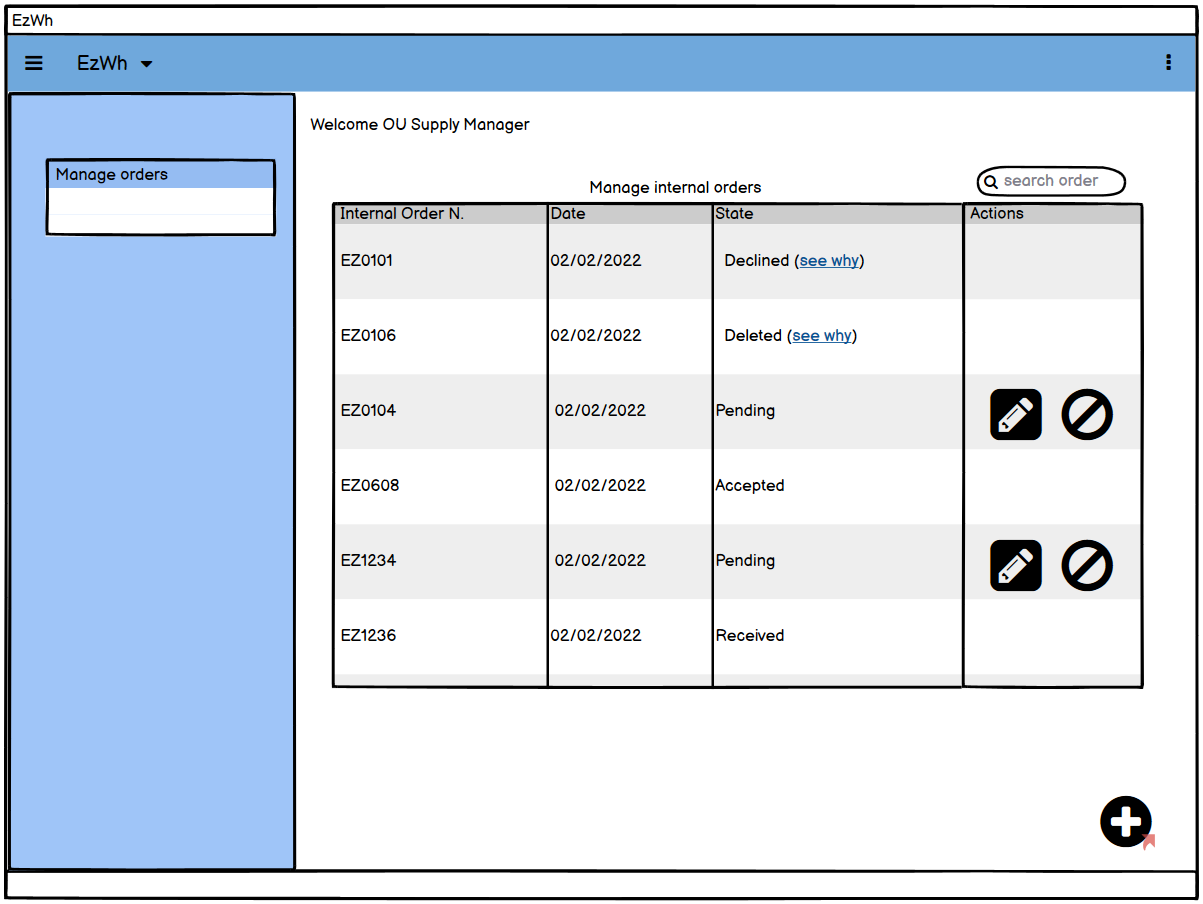 EzWh
EzWh
Welcome OU Supply Manager
Manage orders
Manage internal orders
search order
Internal Order N. Date State Actions
EZ0101 02/02/2022 Declined (see why)
EZ0106 02/02/2022 Deleted (see why)
EZ0104 02/02/2022 Pending
EZ0608 02/02/2022 Accepted
EZ1234 02/02/2022 Pending
EZ1236 02/02/2022 Received